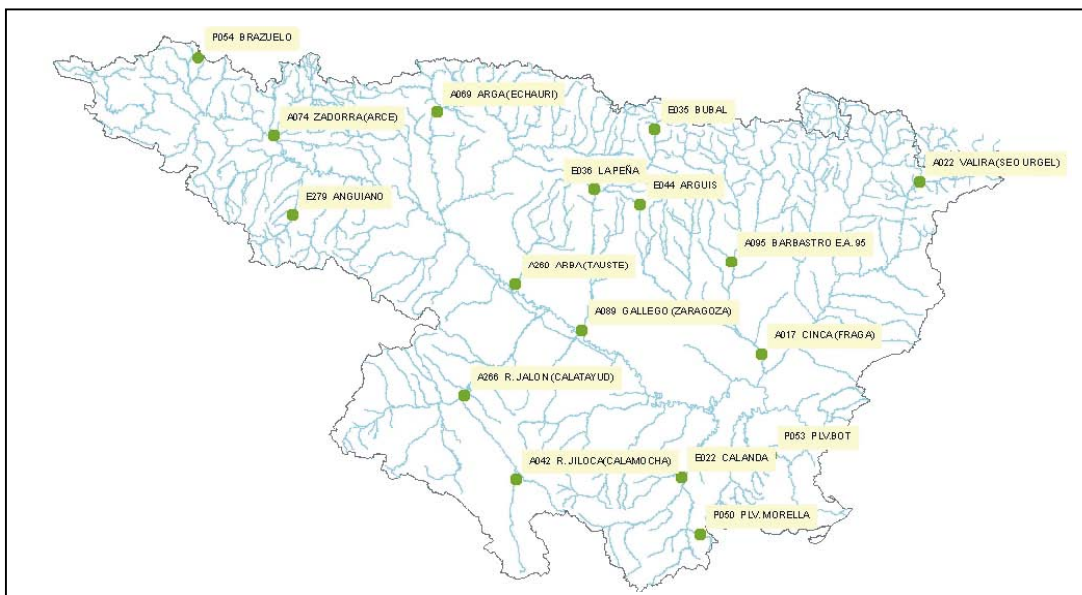 P054 BRAZUELO
A069 ARGA(ECHAURI)
E035 BUBAL
A074 ZADORRA(ARCE)
A022 VALIRA(SEO URGEL)
E036 LAPEÑA
E044 ARGUIS
E279 ANGUIANO
A095 BARBASTRO E.A. 95
A260 ARBA(TAUSTE)
A089 GALLEGO (ZARAGOZA)
A017 CINCA(FRAGA)
A266 R. JALON(CALATAYUD)
P053 PLV.BOT
E022 CALANDA
A042 R. JILOCA(CALAMOCHA)
P050 PLV. MORELLA